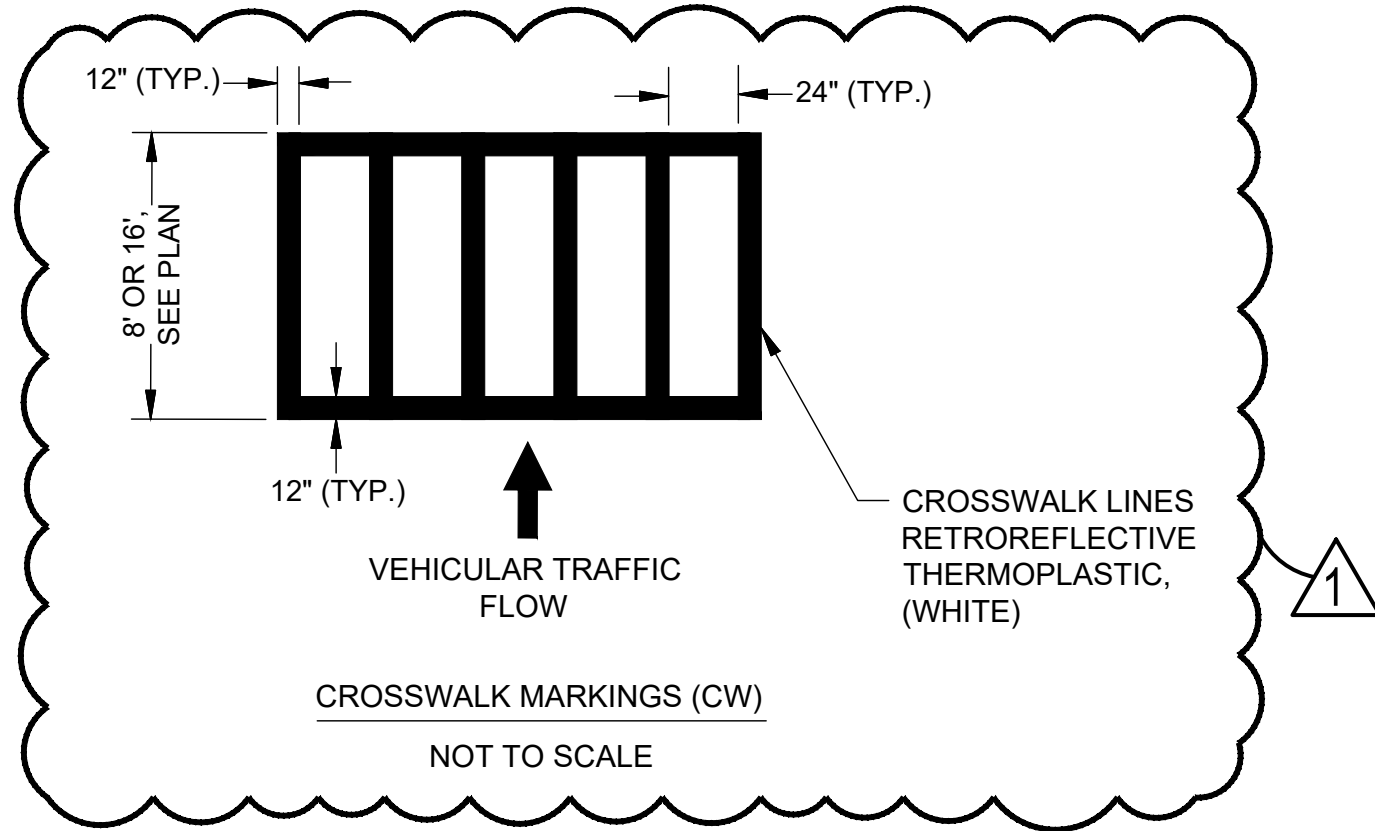 12" (TYP.)
24" (TYP.)
8' OR 16',
SEE PLAN
12" (TYP.)
VEHICULAR TRAFFIC
FLOW
CROSSWALK LINES
RETROREFLECTIVE
THERMOPLASTIC,
(WHITE)
1
CROSSWALK MARKINGS (CW)
NOT TO SCALE